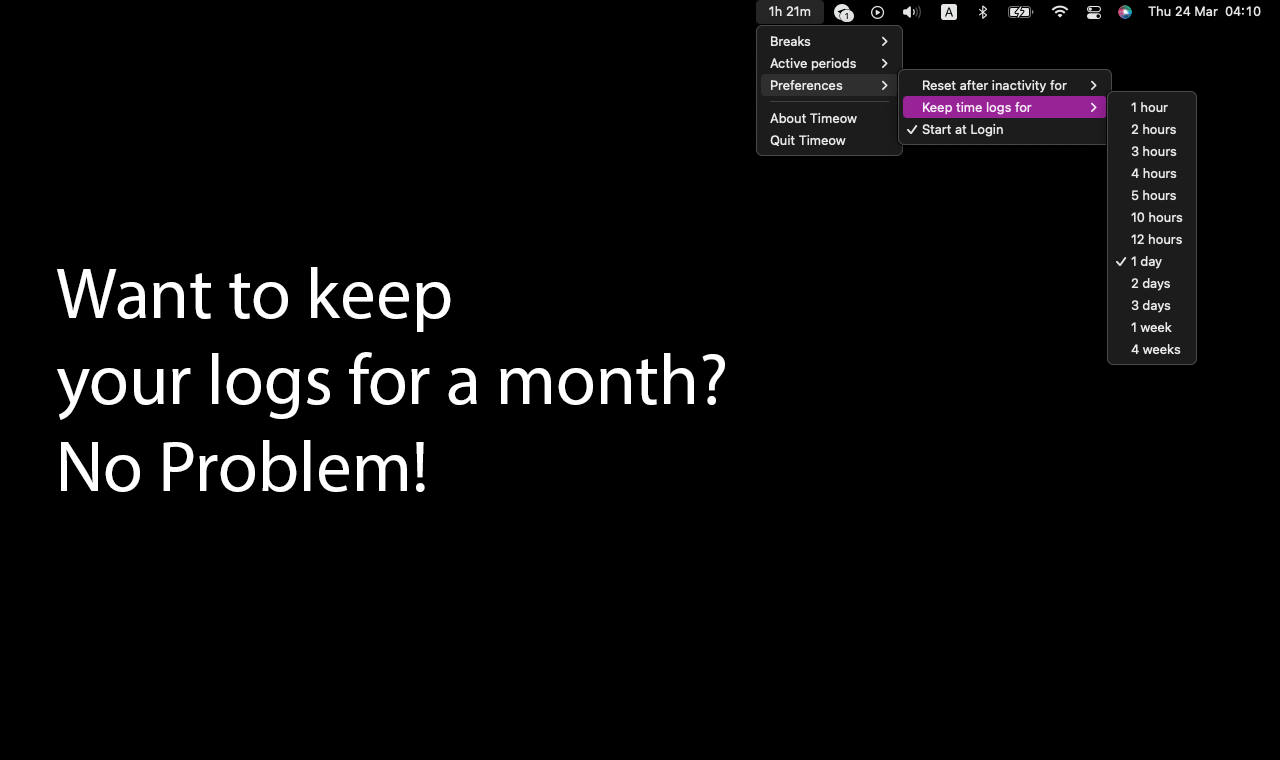 1h 21m 1 A Thu 24 Mar 04:10
Breaks
Active periods
Preferences
About Timeow
Quit Timeow
Reset after inactivity for
Keep time logs for
Start at Login
1 hour
2 hours
3 hours
4 hours
5 hours
10 hours
12 hours
1 day
2 days
3 days
1 week
4 weeks
Want to keep
your logs for a month?
No Problem!